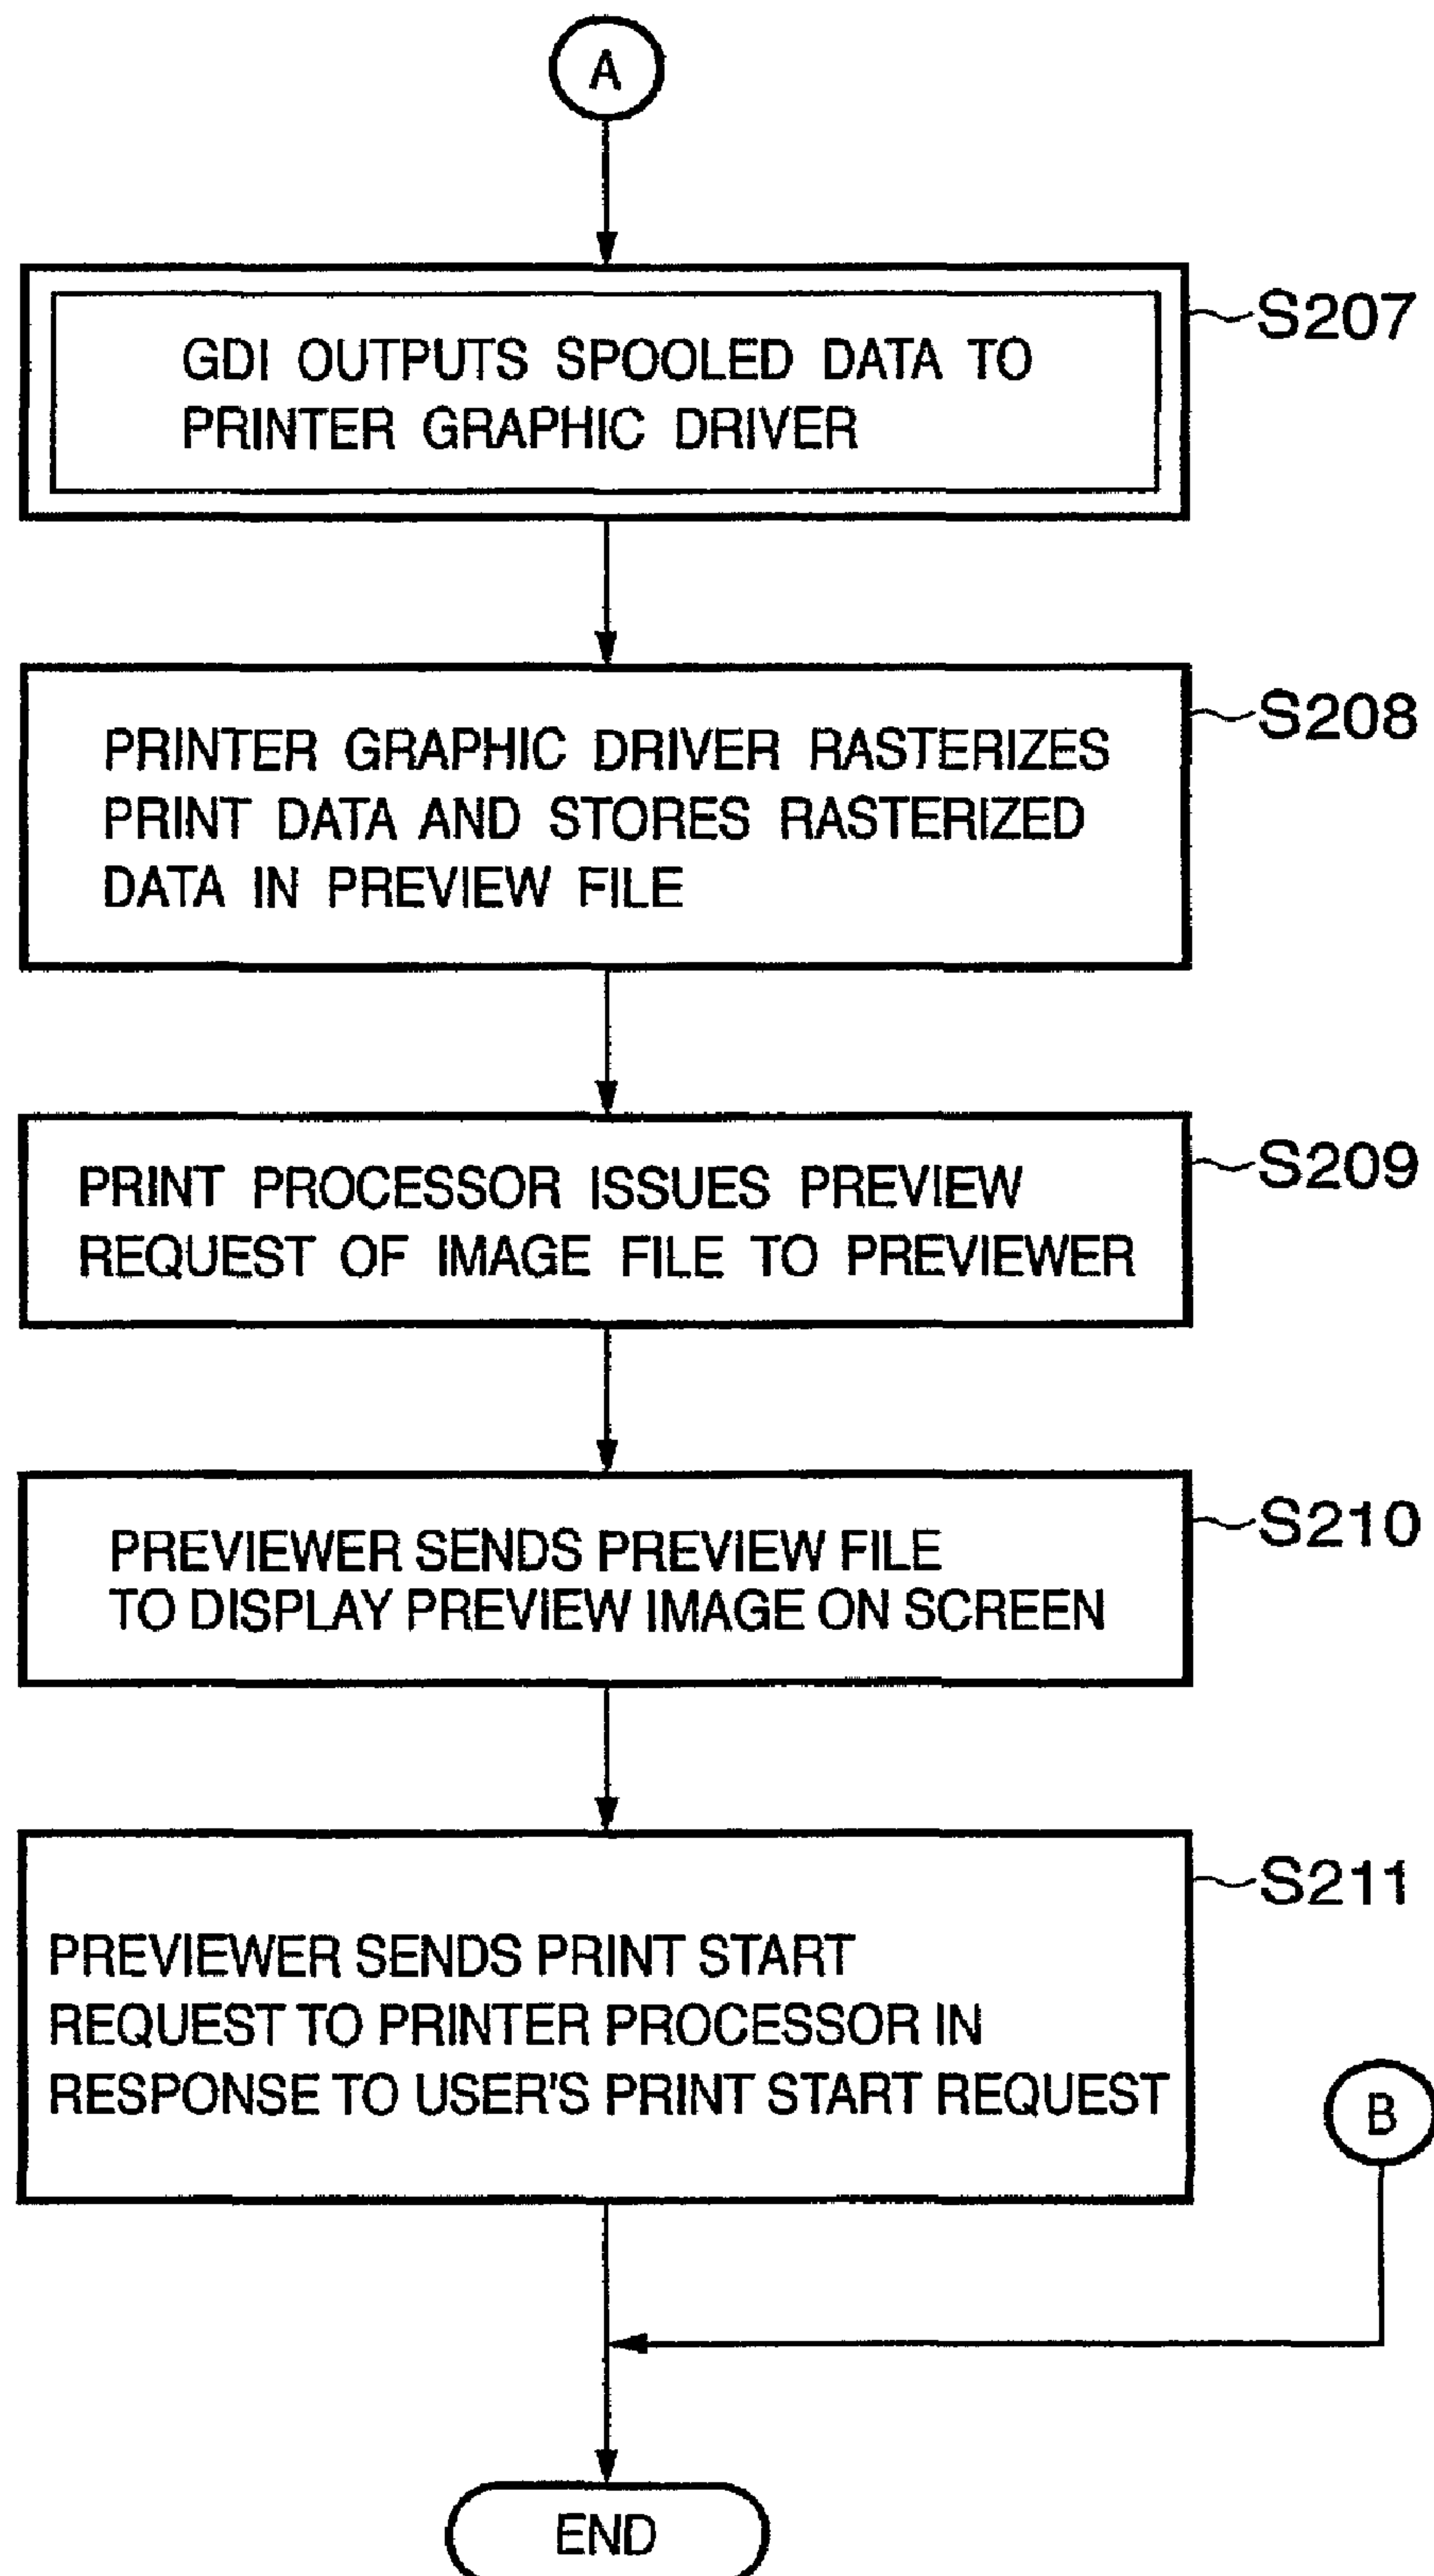 A
GDI OUTPUTS SPOOLED DATA TO
PRINTER GRAPHIC DRIVER
S207
PRINTER GRAPHIC DRIVER RASTERIZES
PRINT DATA AND STORES RASTERIZED
DATA IN PREVIEW FILE
S208
PRINT PROCESSOR ISSUES PREVIEW
REQUEST OF IMAGE FILE TO PREVIEWER
S209
PREVIEWER SENDS PREVIEW FILE
TO DISPLAY PREVIEW IMAGE ON SCREEN
S210
PREVIEWER SENDS PRINT START
REQUEST TO PRINTER PROCESSOR IN
RESPONSE TO USER'S PRINT START REQUEST
S211
B
END